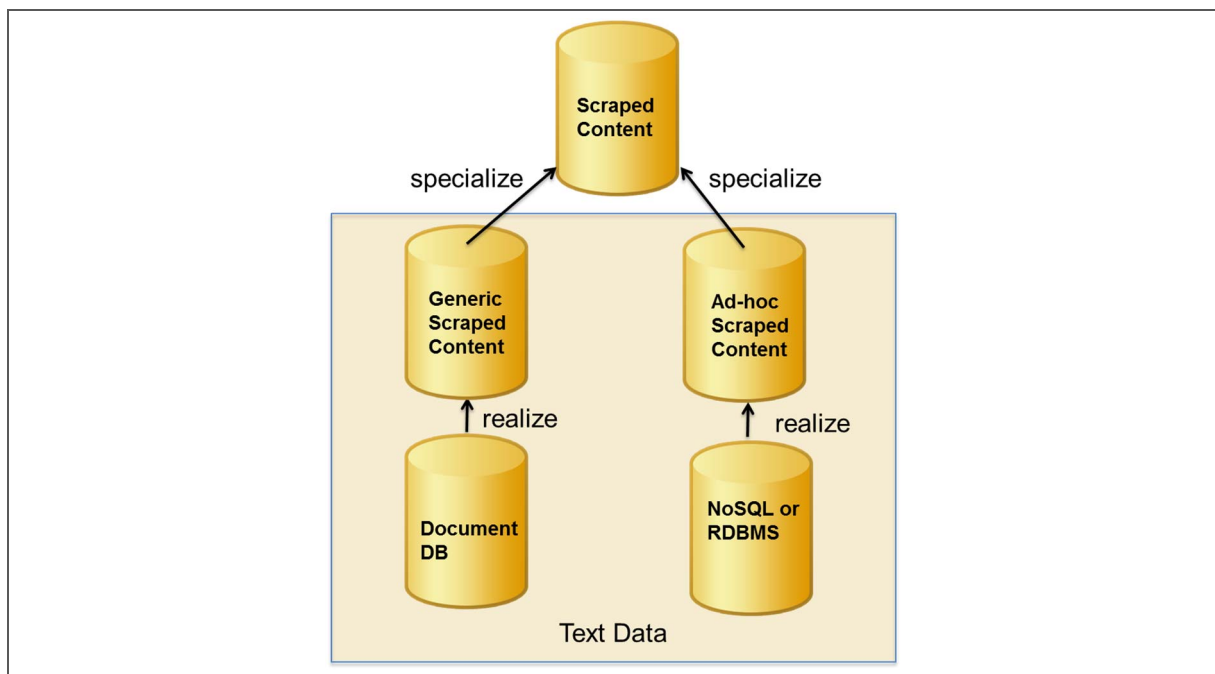 Scraped
Content
specialize
specialize
Generic
Scraped
Content
Ad-hoc
Scraped
Content
realize
realize
Document
DB
NoSQL or
RDBMS
Text Data